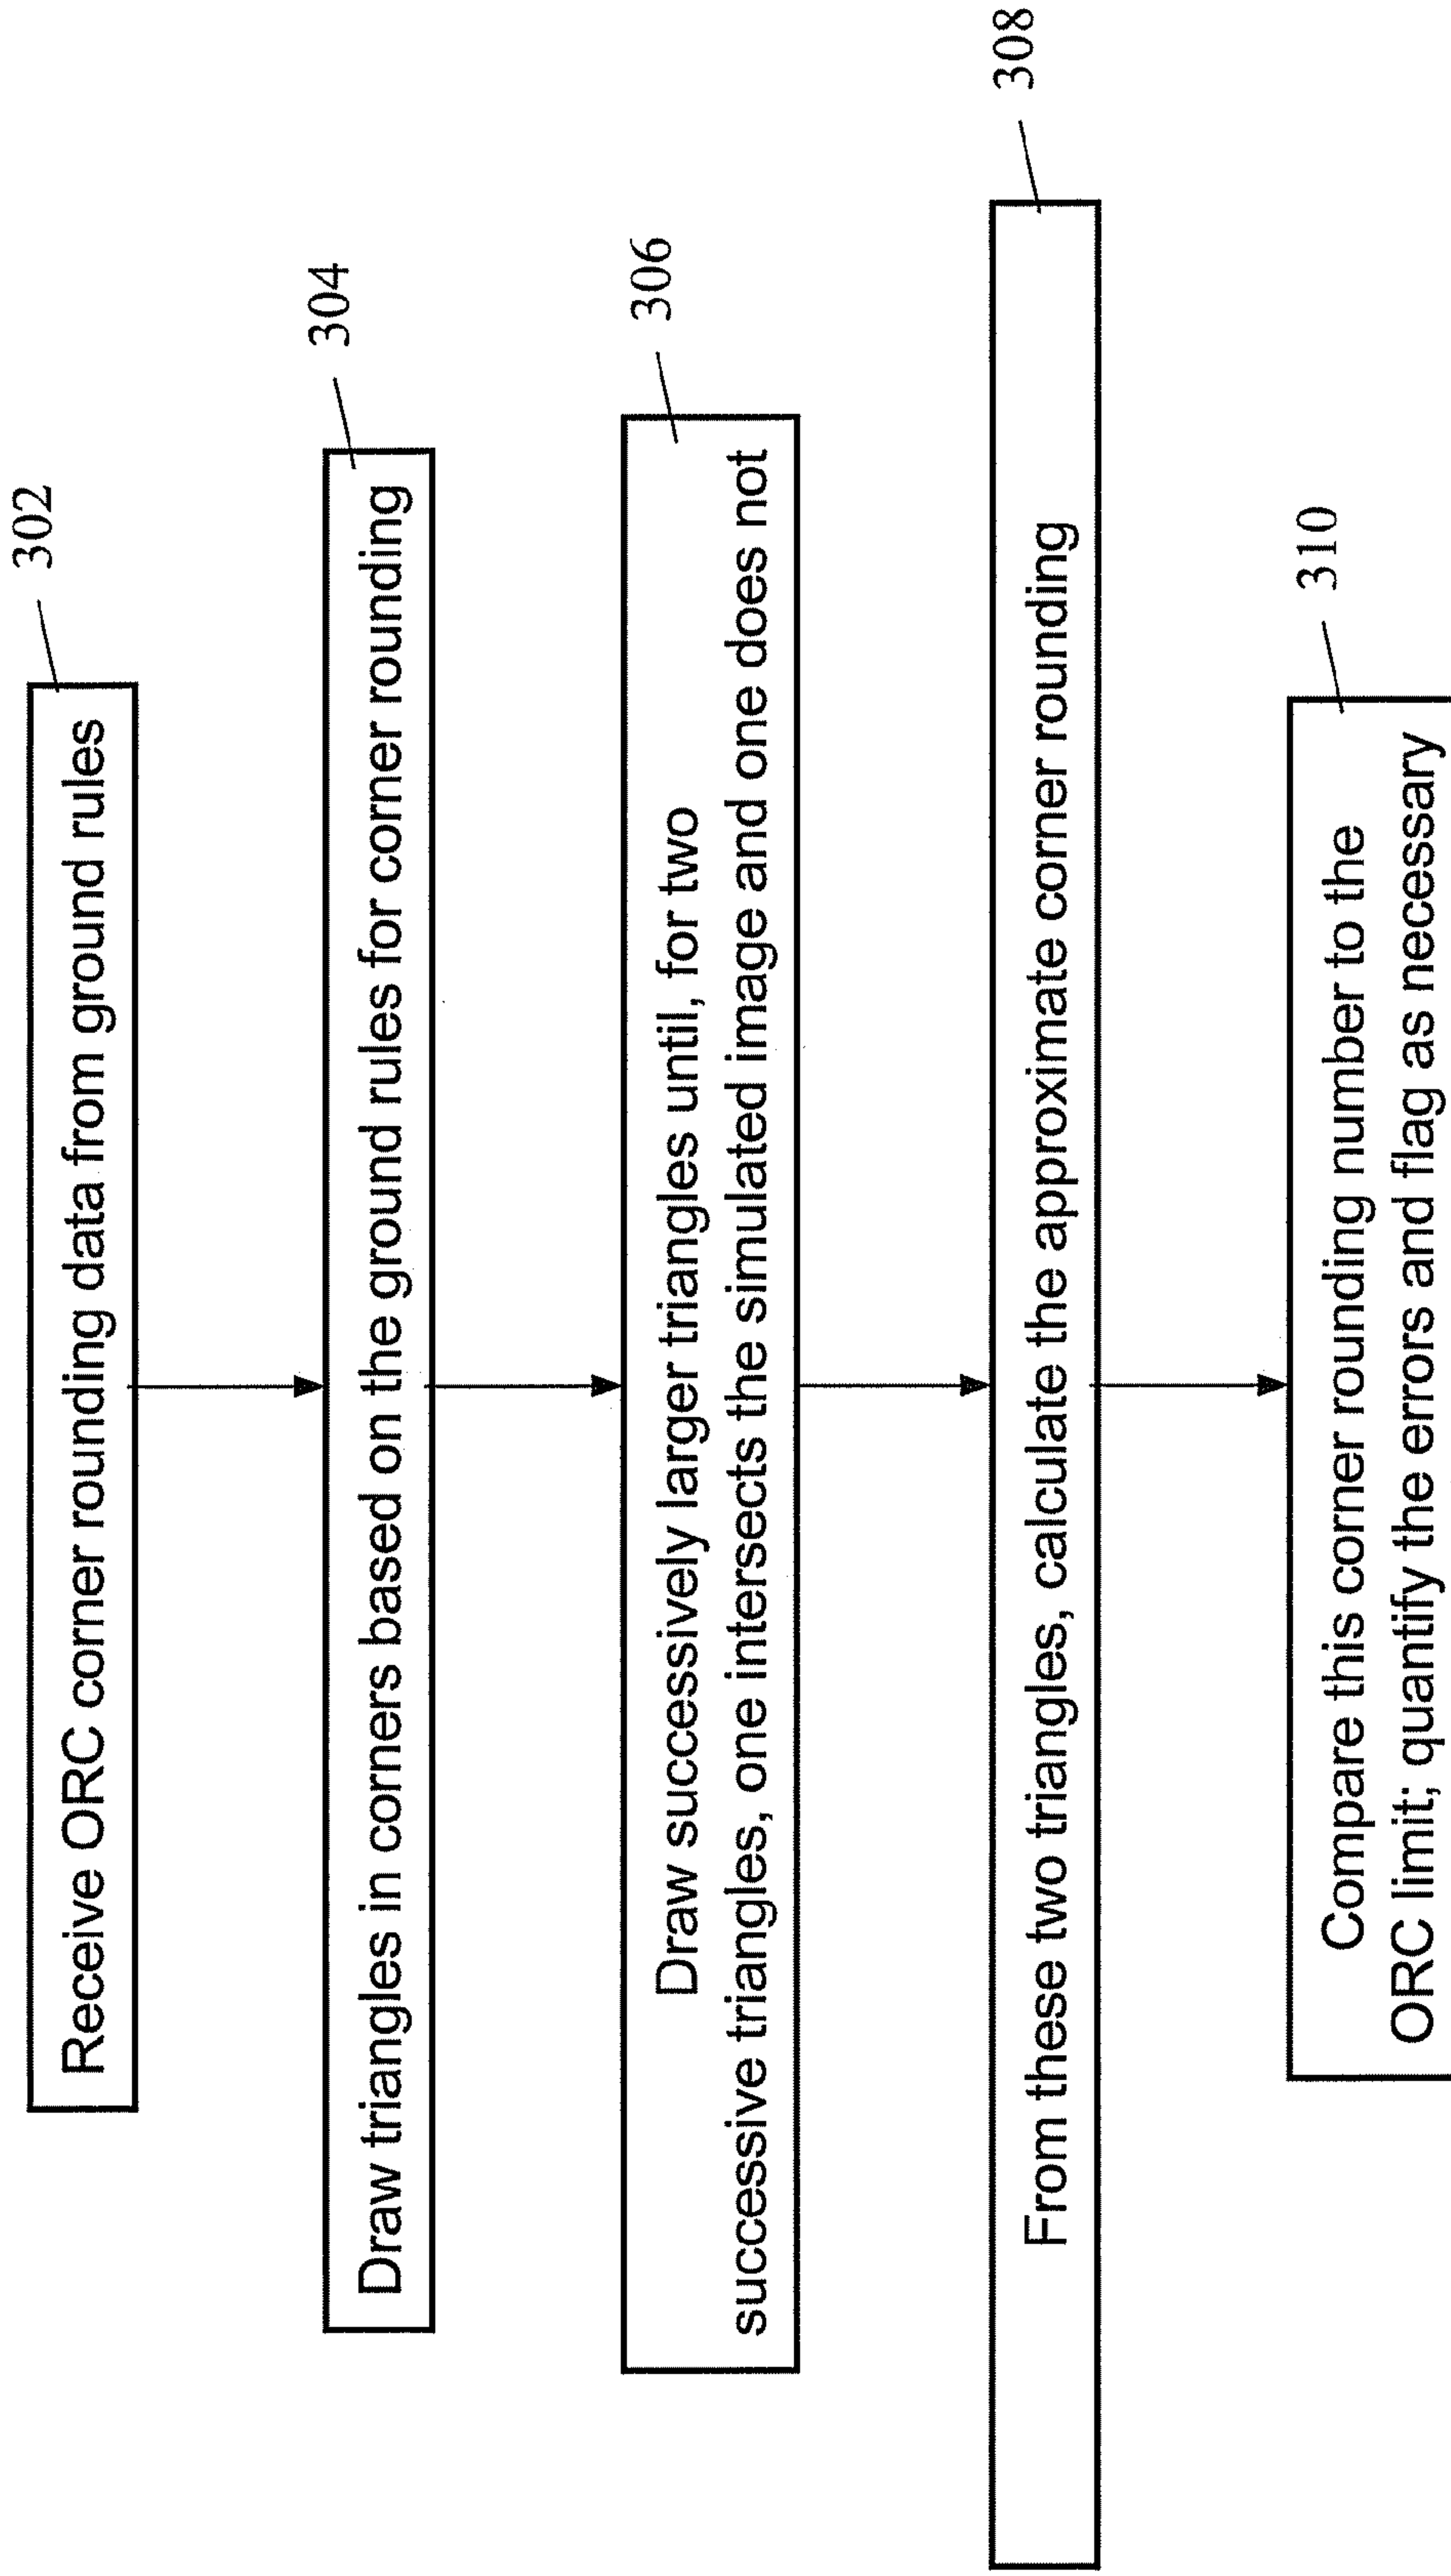 302
Receive ORC corner rounding data from ground rules
304
Draw triangles in corners based on the ground rules for corner rounding
306
Draw successively larger triangles until, for two
successive triangles, one intersects the simulated image and one does not
308
From these two triangles, calculate the approximate corner rounding
310
Compare this corner rounding number to the
ORC limit; quantify the errors and flag as necessary